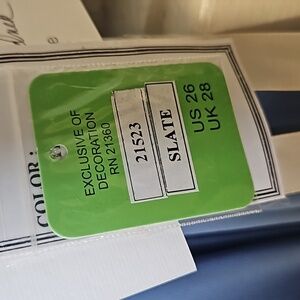 EXCLUSIVE OF
DECORATION
RN 21360
21523
SLATE
US 26
UK 28
COLOR :